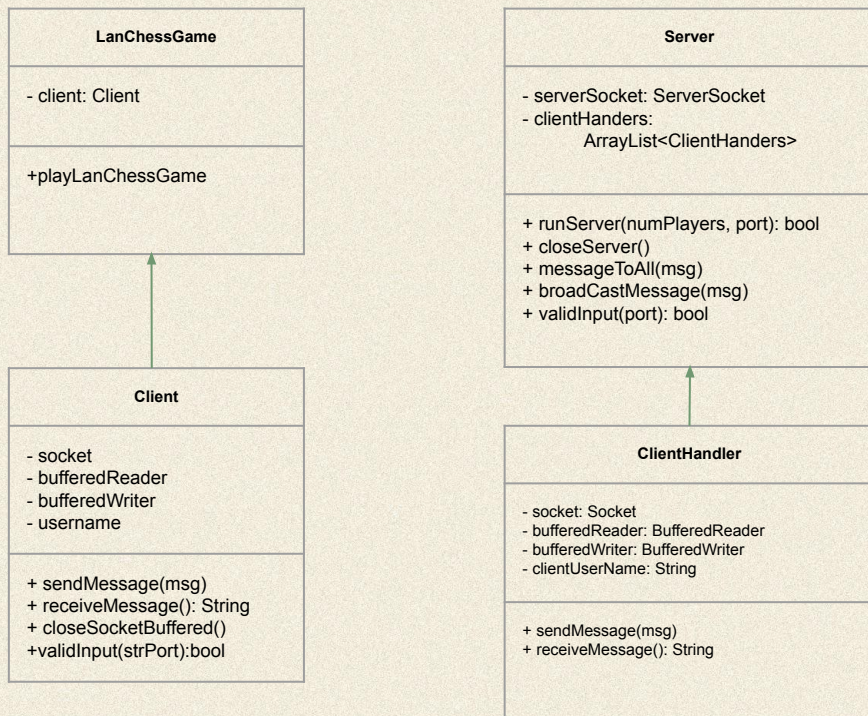 LanChessGame
- client: Client
+playLanChessGame
Client
- socket
- bufferedReader
- bufferedWriter
- username
+ sendMessage(msg)
+ receiveMessage(): String
+ closeSocketBuffered()
+validInput(strPort):bool
Server
- serverSocket: ServerSocket
- clientHanders:
ArrayList<ClientHanders>
+ runServer(numPlayers, port): bool
+ closeServer()
+ messageToAll(msg)
+ broadCastMessage(msg)
+ validInput(port): bool
ClientHandler
- socket: Socket
- bufferedReader: BufferedReader
- bufferedWriter: BufferedWriter
- clientUserName: String
+ sendMessage(msg)
+ receiveMessage(): String